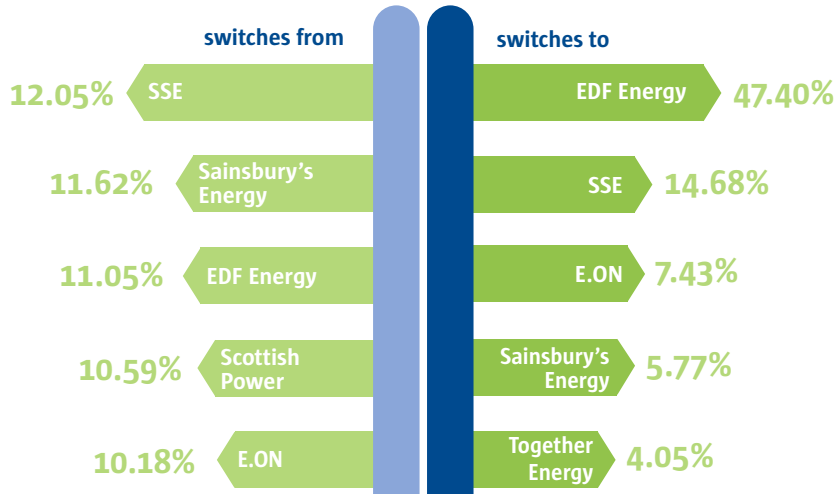 switches from
12.05%
SSE
11.62%
Sainsbury's
Energy
11.05%
EDF Energy
10.59%
Scottish
Power
10.18%
E.ON
switches to
EDF Energy
47.40%
SSE
14.68%
E.ON
7.43%
Sainsbury's
Energy
5.77%
Together
Energy
4.05%